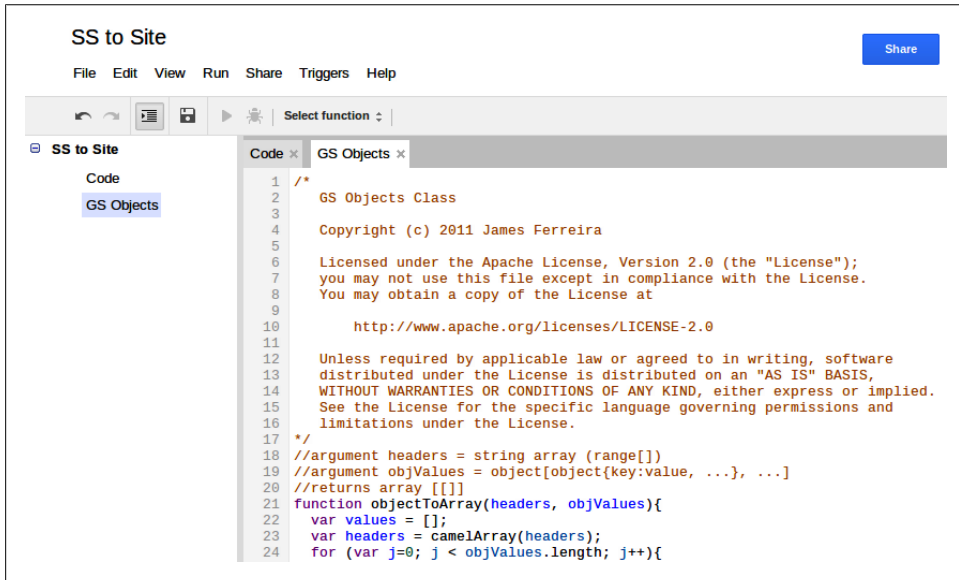 SS to Site
Share
File Edit View Run Share Triggers Help
Select function
SS to Site
Code
GS Objects
Code × GS Objects ×
1 /*
2 GS Objects Class
3
4 Copyright (c) 2011 James Ferreira
5
6 Licensed under the Apache License, Version 2.0 (the "License");
7 you may not use this file except in compliance with the License.
8 You may obtain a copy of the License at
9
10 http://www.apache.org/licenses/LICENSE-2.0
11
12 Unless required by applicable law or agreed to in writing, software
13 distributed under the License is distributed on an "AS IS" BASIS,
14 WITHOUT WARRANTIES OR CONDITIONS OF ANY KIND, either express or implied.
15 See the License for the specific language governing permissions and
16 limitations under the License.
17 */
18 //argument headers = string array (range[])
19 //argument objValues = object[object{key:value, ...}, ...]
20 //returns array [[]]
21 function objectToArray(headers, objValues){
22 var values = [];
23 var headers = camelArray(headers);
24 for (var j=0; j < objValues.length; j++){